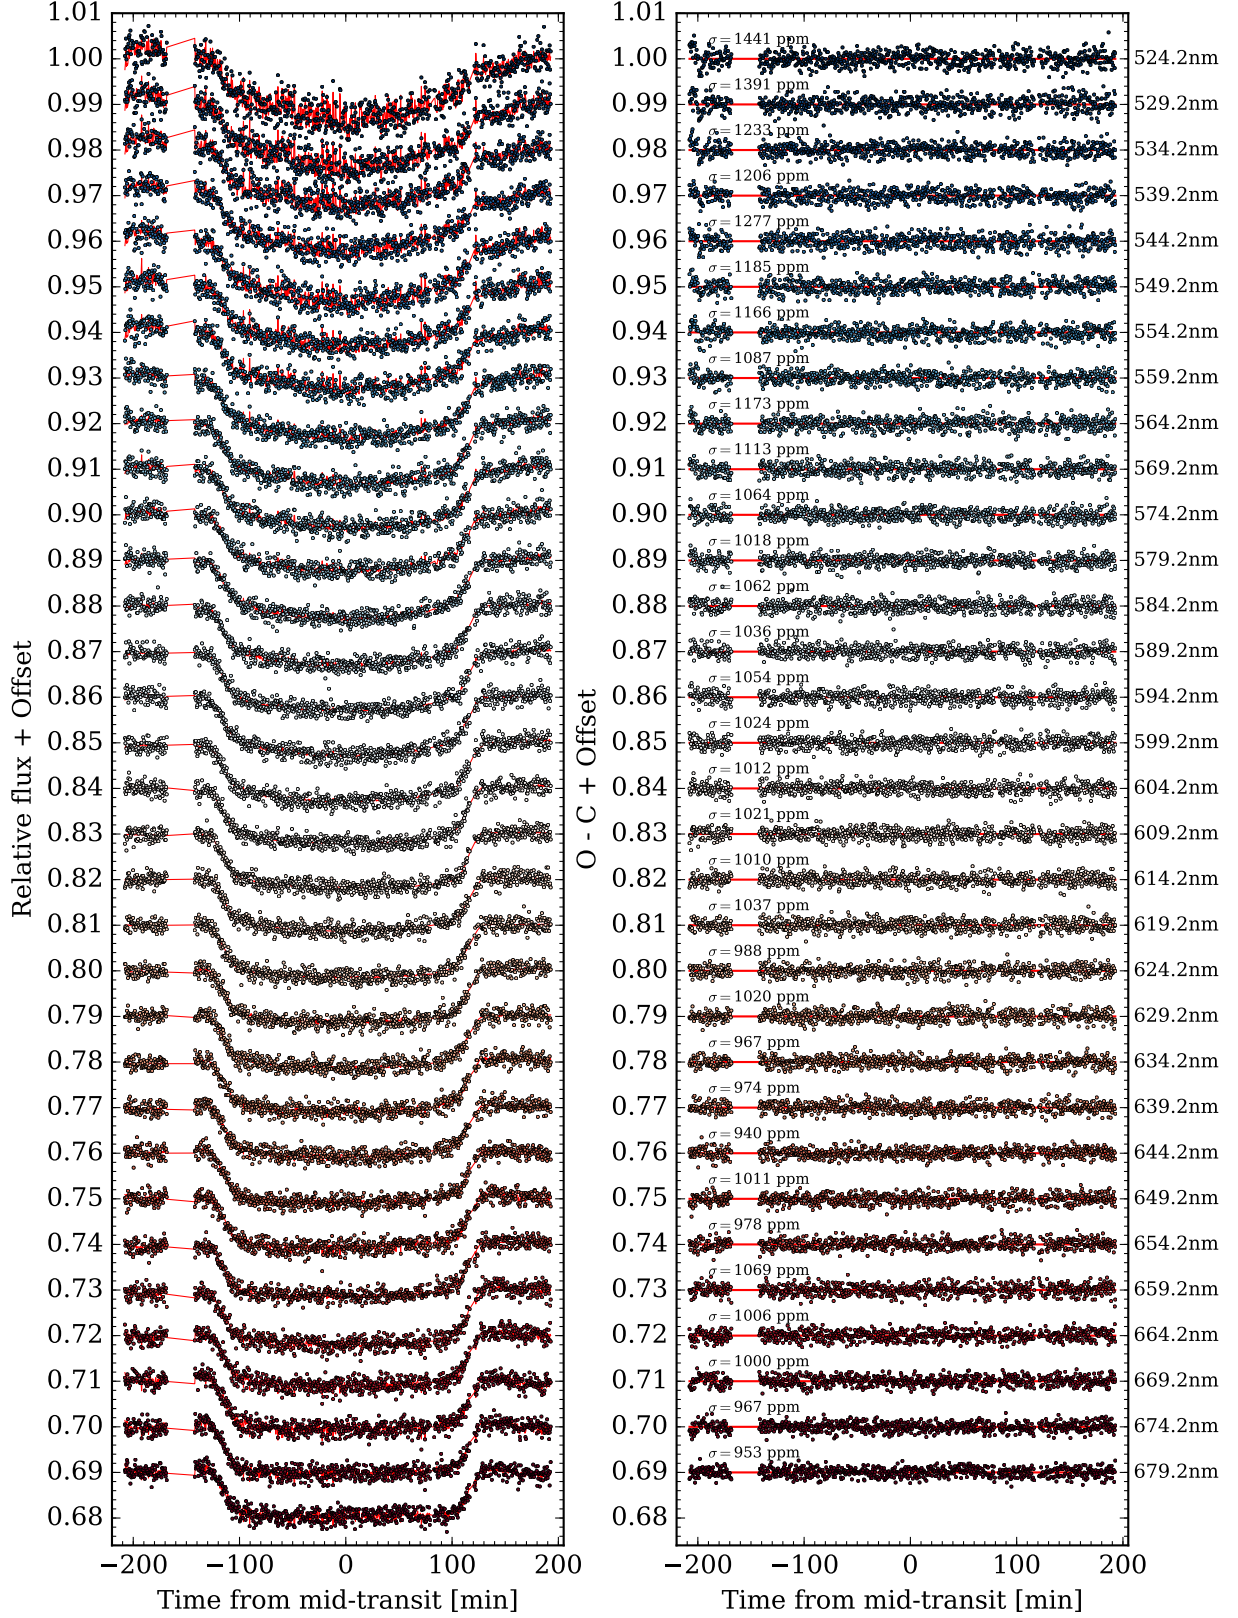 1.01
1.00
0.99
0.98
0.97
0.96
0.95
0.94
0.93
0.92
0.91
0.90
0.89
0.88
0.87
0.86
0.85
0.84
0.83
0.82
0.81
0.80
0.79
0.78
0.77
0.76
0.75
0.74
0.73
0.72
0.71
0.70
0.69
0.68
Relative flux + Offset
−200 −100 0 100 200
Time from mid-transit [min]
1.01
1.00
0.99
0.98
0.97
0.96
0.95
0.94
0.93
0.92
0.91
0.90
0.89
0.88
0.87
0.86
0.85
0.84
0.83
0.82
0.81
0.80
0.79
0.78
0.77
0.76
0.75
0.74
0.73
0.72
0.71
0.70
0.69
0.68
O - C + Offset
σ = 1441 ppm
σ = 1391 ppm
σ = 1233 ppm
σ = 1206 ppm
σ = 1277 ppm
σ = 1185 ppm
σ = 1166 ppm
σ = 1087 ppm
σ = 1173 ppm
σ = 1113 ppm
σ = 1064 ppm
σ = 1018 ppm
σ = 1062 ppm
σ = 1036 ppm
σ = 1054 ppm
σ = 1024 ppm
σ = 1012 ppm
σ = 1021 ppm
σ = 1010 ppm
σ = 1037 ppm
σ = 988 ppm
σ = 1020 ppm
σ = 967 ppm
σ = 974 ppm
σ = 940 ppm
σ = 1011 ppm
σ = 978 ppm
σ = 1069 ppm
σ = 1006 ppm
σ = 1000 ppm
σ = 967 ppm
σ = 953 ppm
524.2nm
529.2nm
534.2nm
539.2nm
544.2nm
549.2nm
554.2nm
559.2nm
564.2nm
569.2nm
574.2nm
579.2nm
584.2nm
589.2nm
594.2nm
599.2nm
604.2nm
609.2nm
614.2nm
619.2nm
624.2nm
629.2nm
634.2nm
639.2nm
644.2nm
649.2nm
654.2nm
659.2nm
664.2nm
669.2nm
674.2nm
679.2nm
−200 −100 0 100 200
Time from mid-transit [min]